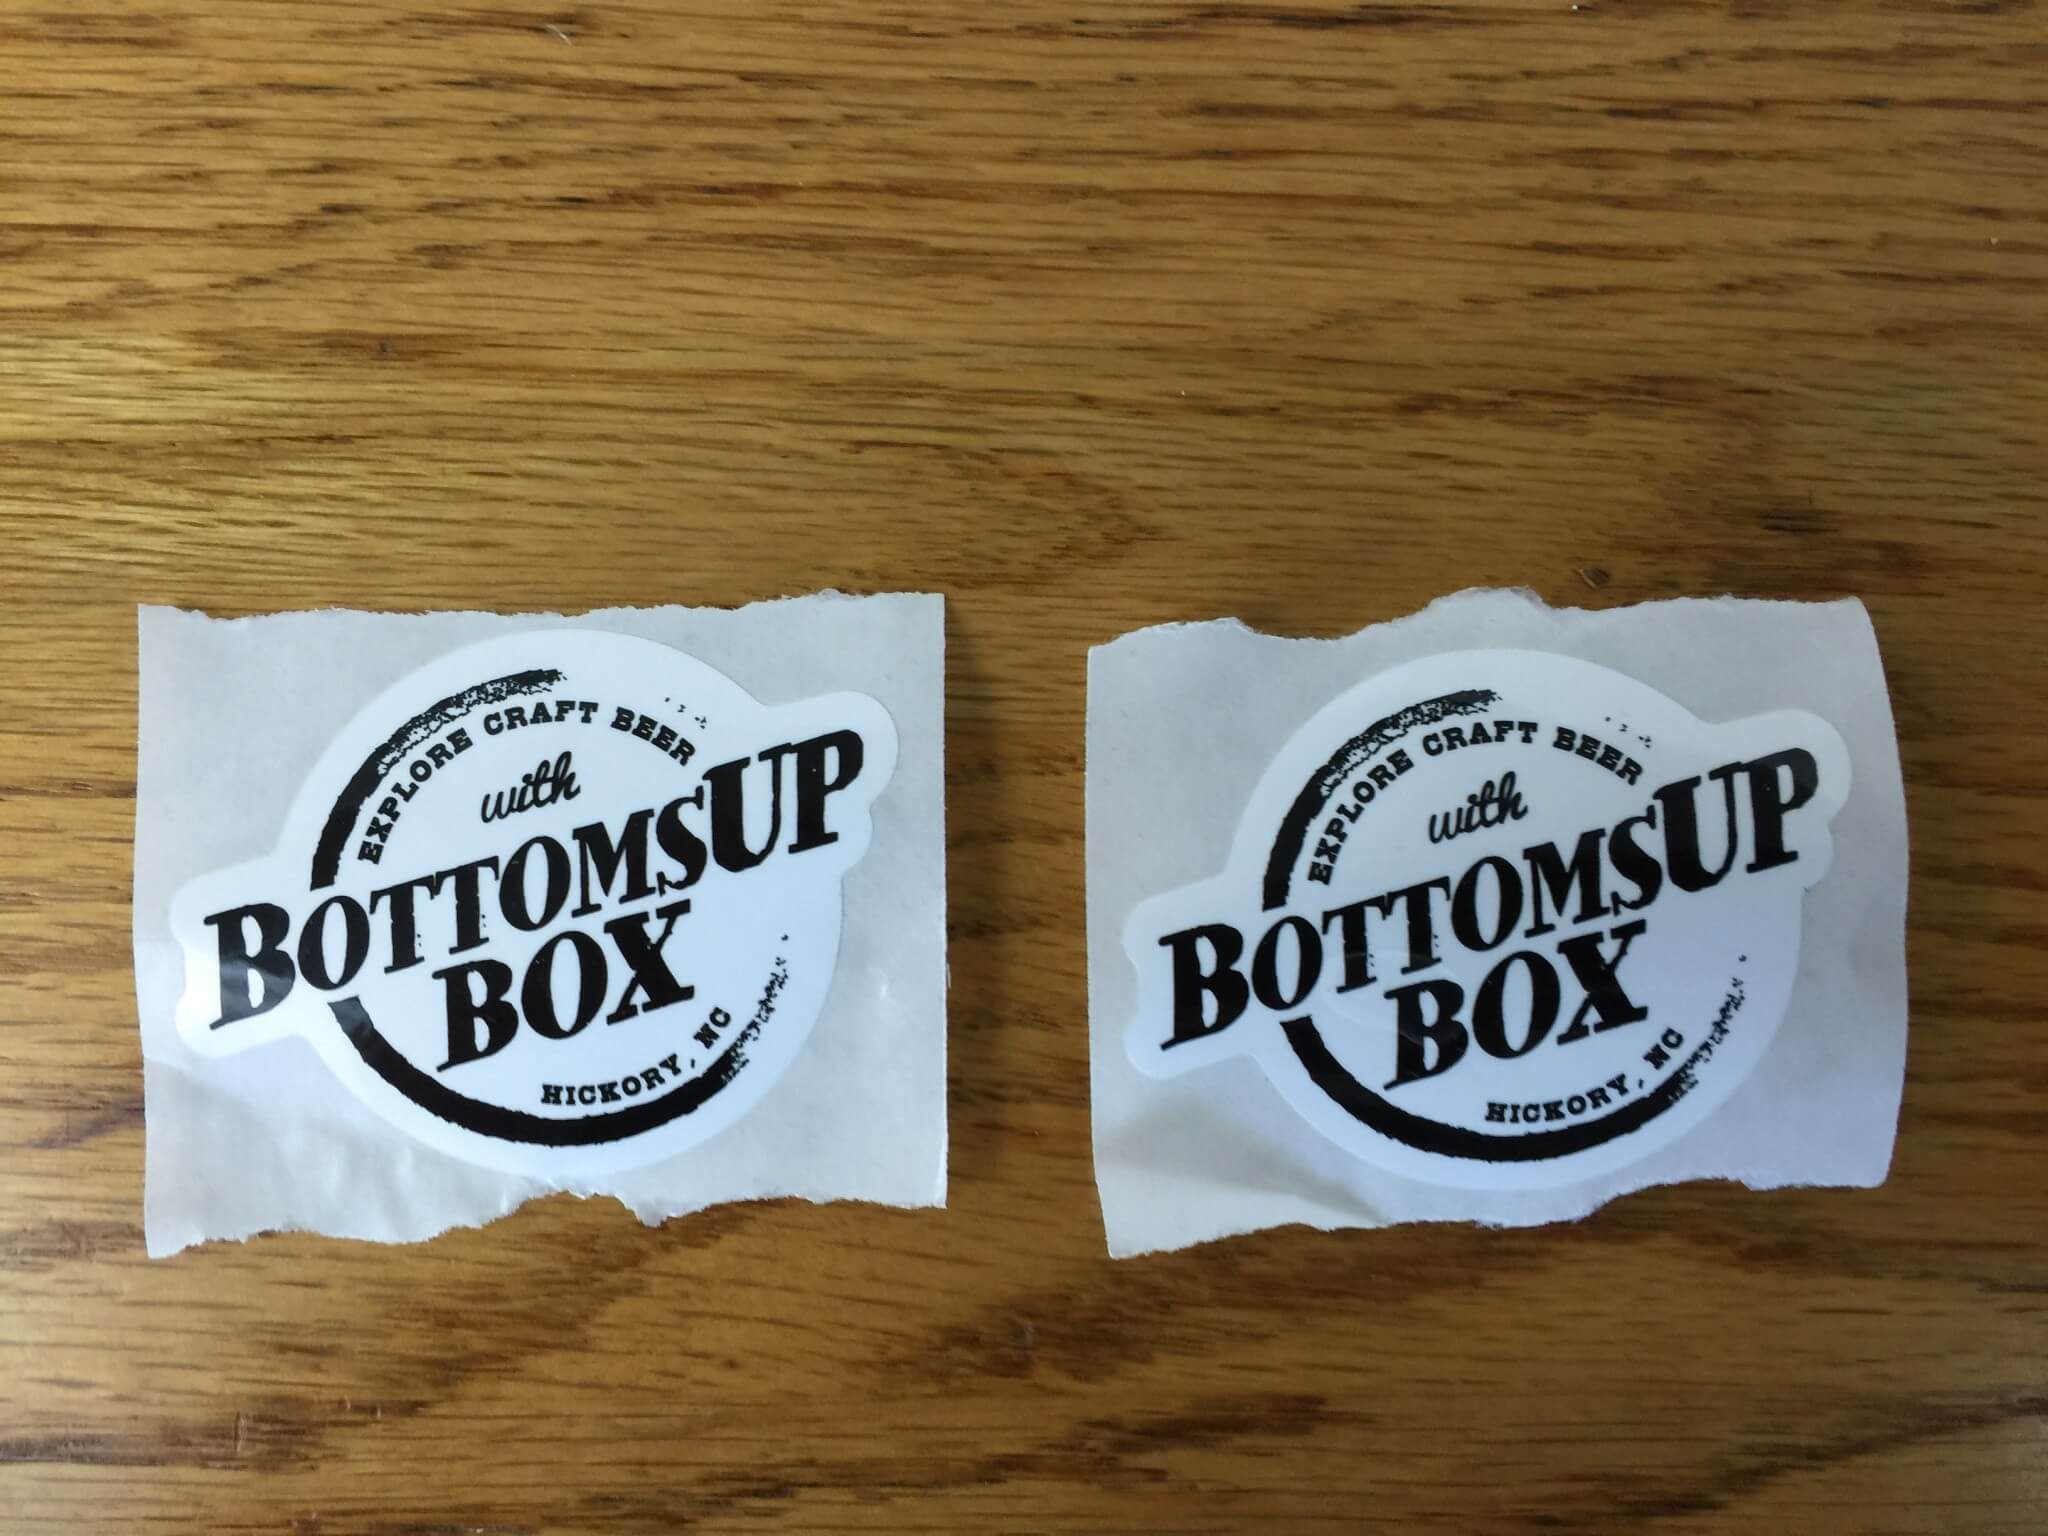 EXPLORE CRAFT BEER
with
BOTTOMSUP
BOX
HICKORY, NC
EXPLORE CRAFT BEER
with
BOTTOMSUP
BOX
HICKORY, NC